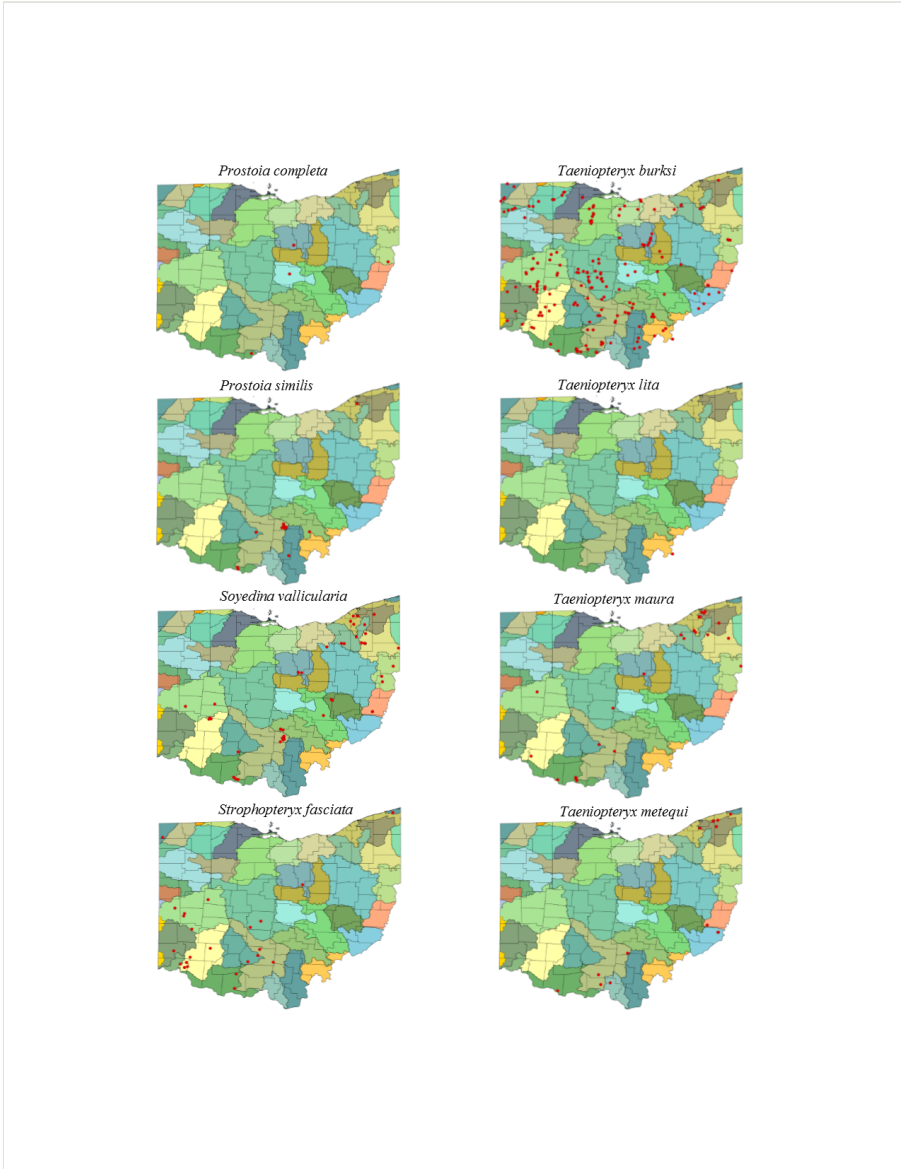 Prostoia completa
Taeniopteryx burksi
Prostoia similis
Taeniopteryx lita
Soyedina vallicularia
Taeniopteryx maura
Strophopteryx fasciata
Taeniopteryx metequi